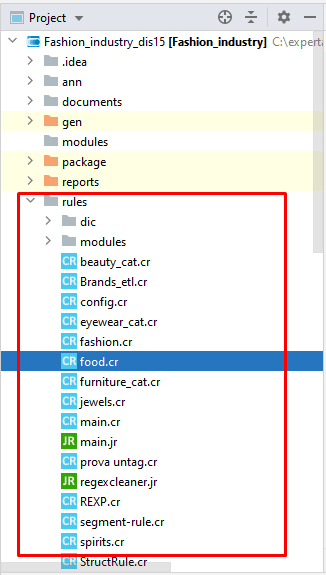 Project
Fashion_industry_dis15 [Fashion_industry] C:\experta
.idea
ann
documents
gen
modules
package
reports
rules
dic
modules
CR beauty_cat.cr
CR Brands_etl.cr
CR config.cr
CR eyewear_cat.cr
CR fashion.cr
CR food.cr
CR furniture_cat.cr
CR jewels.cr
CR main.cr
JR main.jr
CR prova untag.cr
JR regexcleaner.jr
CR REXP.cr
CR segment-rule.cr
CR spirits.cr
CR StructRule.cr